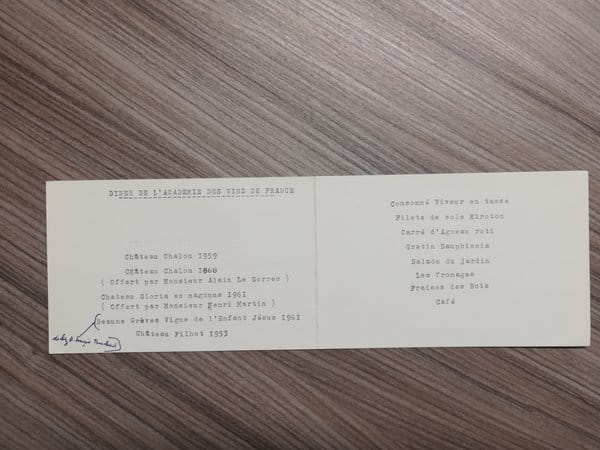 DINER DE L'ACADÉMIE DES VINS DE FRANCE
Château Chalon 1959
Château Chalon 1868
( Offert par Monsieur Alain Le Gorrec )
Château Gloria en magnums 1961
( Offert par Monsieur Henri Martin )
Beaune Grèves Vigne de l'Enfant Jésus 1961
Château Filhot 1953
Consommé Viveur en tasse
Filets de sole Miroton
Carré d'Agneau roti
Gratin Dauphinois
Salade du jardin
Les fromages
Fraises des Bois
Café